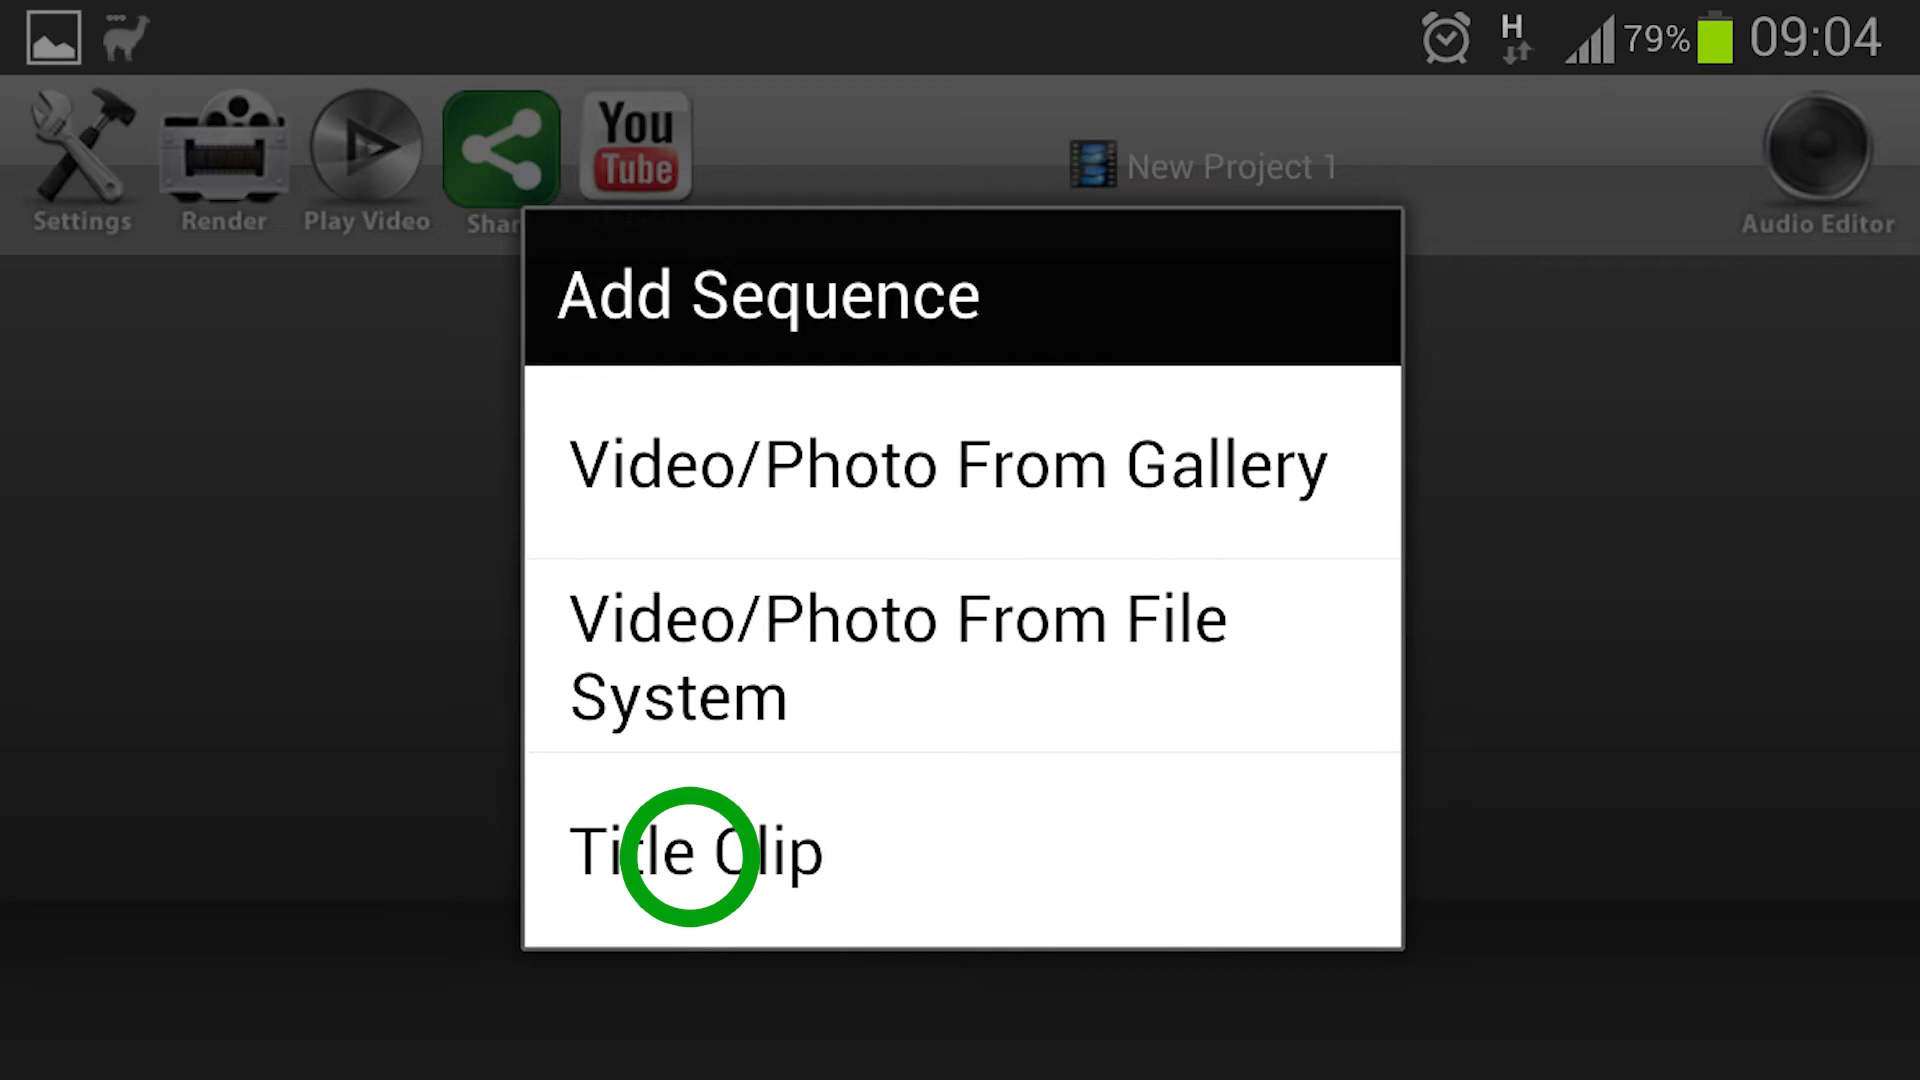 H
79%
09:04
You
Tube
New Project 1
Settings
Render
Play Video
Shar
Audio Editor
Add Sequence
Video/Photo From Gallery
Video/Photo From File
System
Title Clip